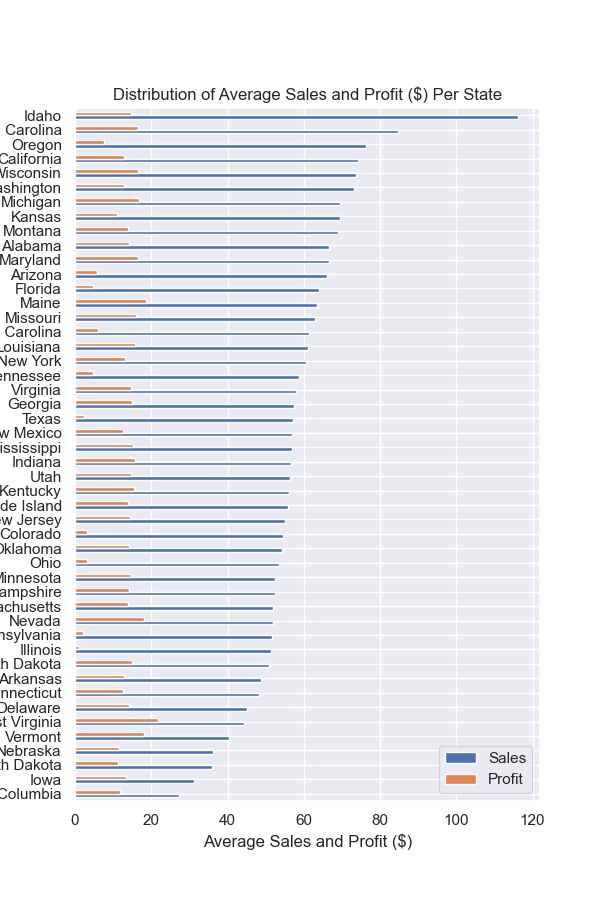 Distribution of Average Sales and Profit ($) Per State
Idaho
Carolina
Oregon
California
Wisconsin
ashington
Michigan
Kansas
Montana
Alabama
Maryland
Arizona
Florida
Maine
Missouri
Carolina
Louisiana
New York
ennessee
Virginia
Georgia
Texas
w Mexico
ississippi
Indiana
Utah
Kentucky
de Island
ew Jersey
Colorado
Oklahoma
Ohio
Minnesota
ampshire
achusetts
Nevada
nsylvania
Illinois
h Dakota
Arkansas
nnecticut
Delaware
st Virginia
Vermont
Nebraska
th Dakota
Iowa
Columbia
Sales
Profit
0 20 40 60 80 100 120
Average Sales and Profit ($)